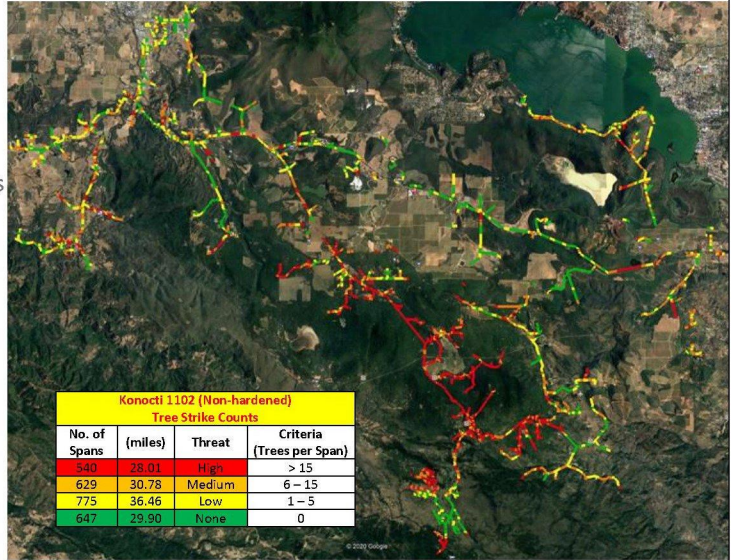 s
Konocti 1102 (Non-hardened)
Tree Strike Counts
No. of Spans (miles) Threat Criteria (Trees per Span)
540 28.01 High > 15
629 30.78 Medium 6 – 15
775 36.46 Low 1 – 5
647 29.90 None 0
© 2020 Google